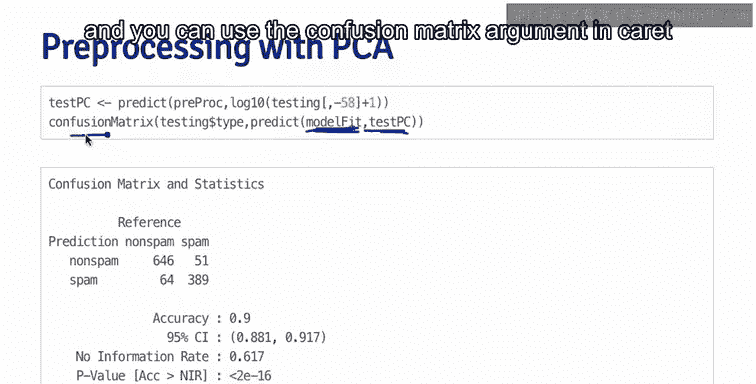 and you can use the confusion matrix argument in caret
Preprocessing with PCA
testPC <- predict(preProc,log10(testing[,-58]+1))
confusionMatrix(testing$type,predict(modelFit,testPC))
Confusion Matrix and Statistics
Reference
Prediction nonspam spam
nonspam 646 51
spam 64 389
Accuracy : 0.9
95% CI : (0.881, 0.917)
No Information Rate : 0.617
P-Value [Acc > NIR] : <2e-16